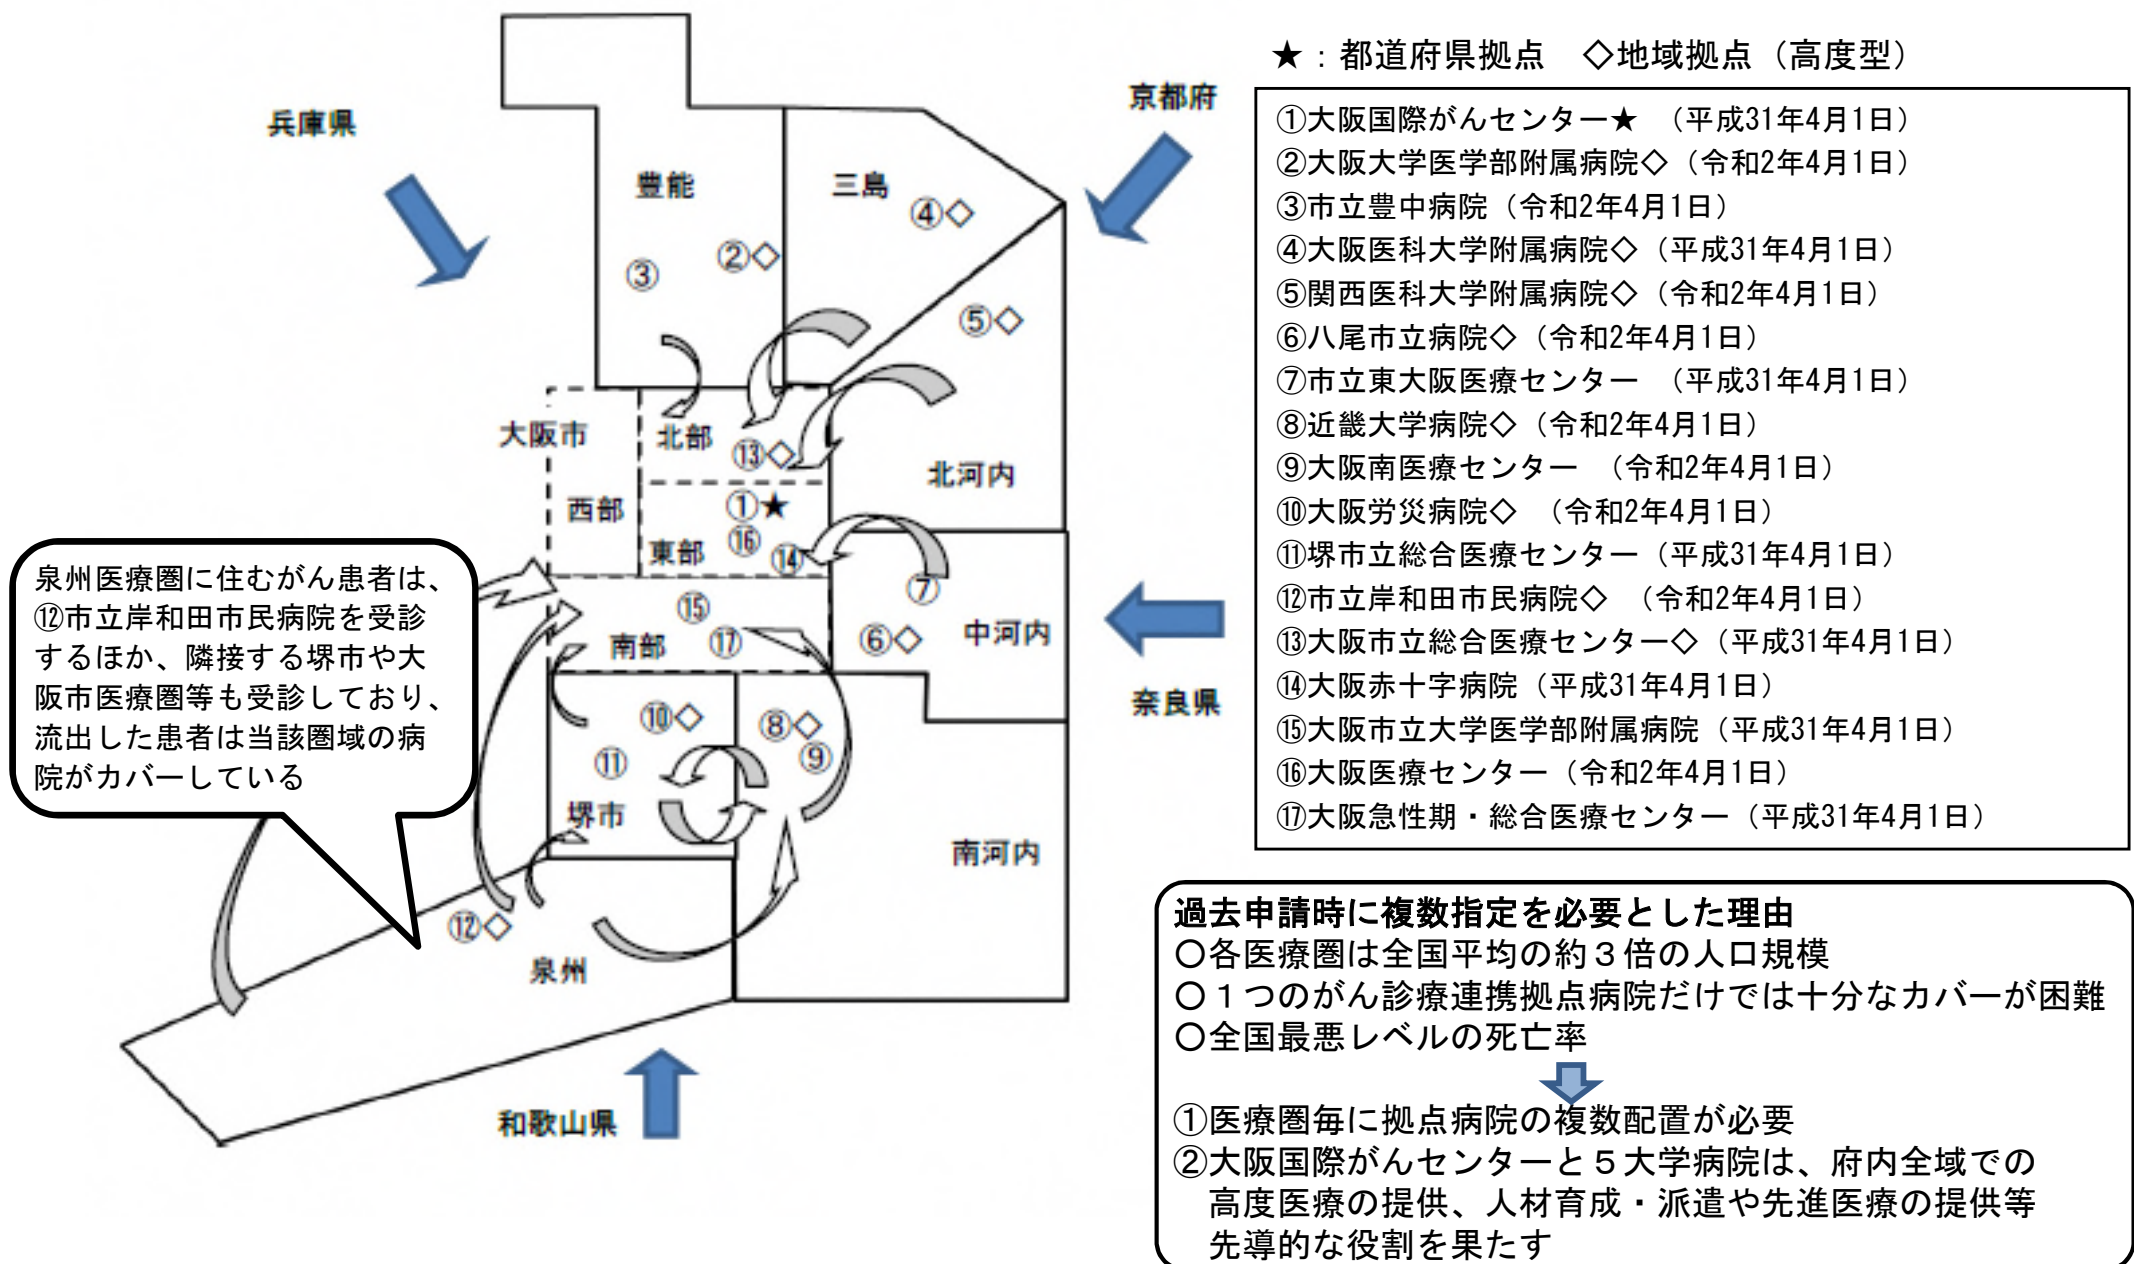 ★：都道府県拠点　◇地域拠点（高度型）
兵庫県
京都府
豊能
三島
④◇
②◇
③
⑤◇
大阪市
北部
⑬◇
北河内
西部
①★
⑯
東部
⑭
⑦
⑮
南部
⑰
⑥◇
中河内
奈良県
⑩◇
⑧◇
⑪
⑨
堺市
南河内
⑫◇
泉州
和歌山県
泉州医療圏に住むがん患者は、
⑫市立岸和田市民病院を受診
するほか、隣接する堺市や大
阪市医療圏等も受診しており、
流出した患者は当該圏域の病
院がカバーしている
①大阪国際がんセンター★　（平成31年4月1日）
②大阪大学医学部附属病院◇（令和2年4月1日）
③市立豊中病院（令和2年4月1日）
④大阪医科大学附属病院◇（平成31年4月1日）
⑤関西医科大学附属病院◇（令和2年4月1日）
⑥八尾市立病院◇（令和2年4月1日）
⑦市立東大阪医療センター　（平成31年4月1日）
⑧近畿大学病院◇（令和2年4月1日）
⑨大阪南医療センター　（令和2年4月1日）
⑩大阪労災病院◇　（令和2年4月1日）
⑪堺市立総合医療センター（平成31年4月1日）
⑫市立岸和田市民病院◇　（令和2年4月1日）
⑬大阪市立総合医療センター◇（平成31年4月1日）
⑭大阪赤十字病院（平成31年4月1日）
⑮大阪市立大学医学部附属病院（平成31年4月1日）
⑯大阪医療センター（令和2年4月1日）
⑰大阪急性期・総合医療センター（平成31年4月1日）
過去申請時に複数指定を必要とした理由
〇各医療圏は全国平均の約３倍の人口規模
〇１つのがん診療連携拠点病院だけでは十分なカバーが困難
〇全国最悪レベルの死亡率
①医療圏毎に拠点病院の複数配置が必要
②大阪国際がんセンターと５大学病院は、府内全域での
高度医療の提供、人材育成・派遣や先進医療の提供等
先導的な役割を果たす